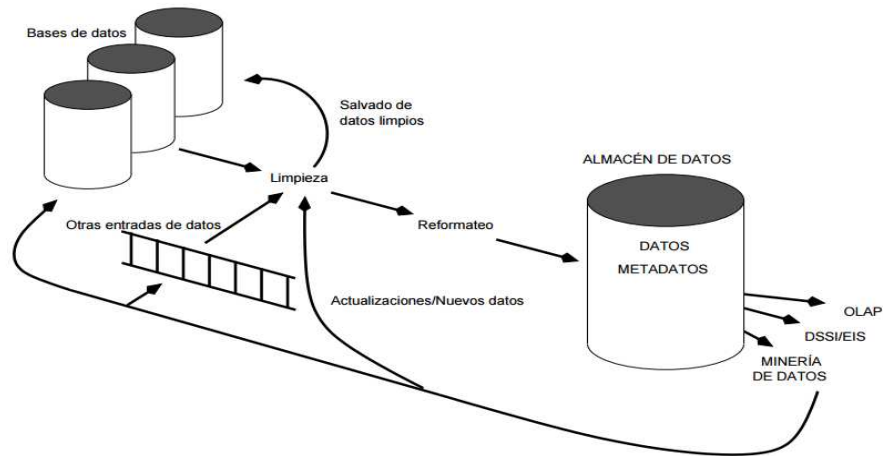 Bases de datos
Salvado de
datos limpios
ALMACÉN DE DATOS
Limpieza
Otras entradas de datos
Reformateo
DATOS
METADATOS
Actualizaciones/Nuevos datos
OLAP
DSSI/EIS
MINERÍA
DE DATOS